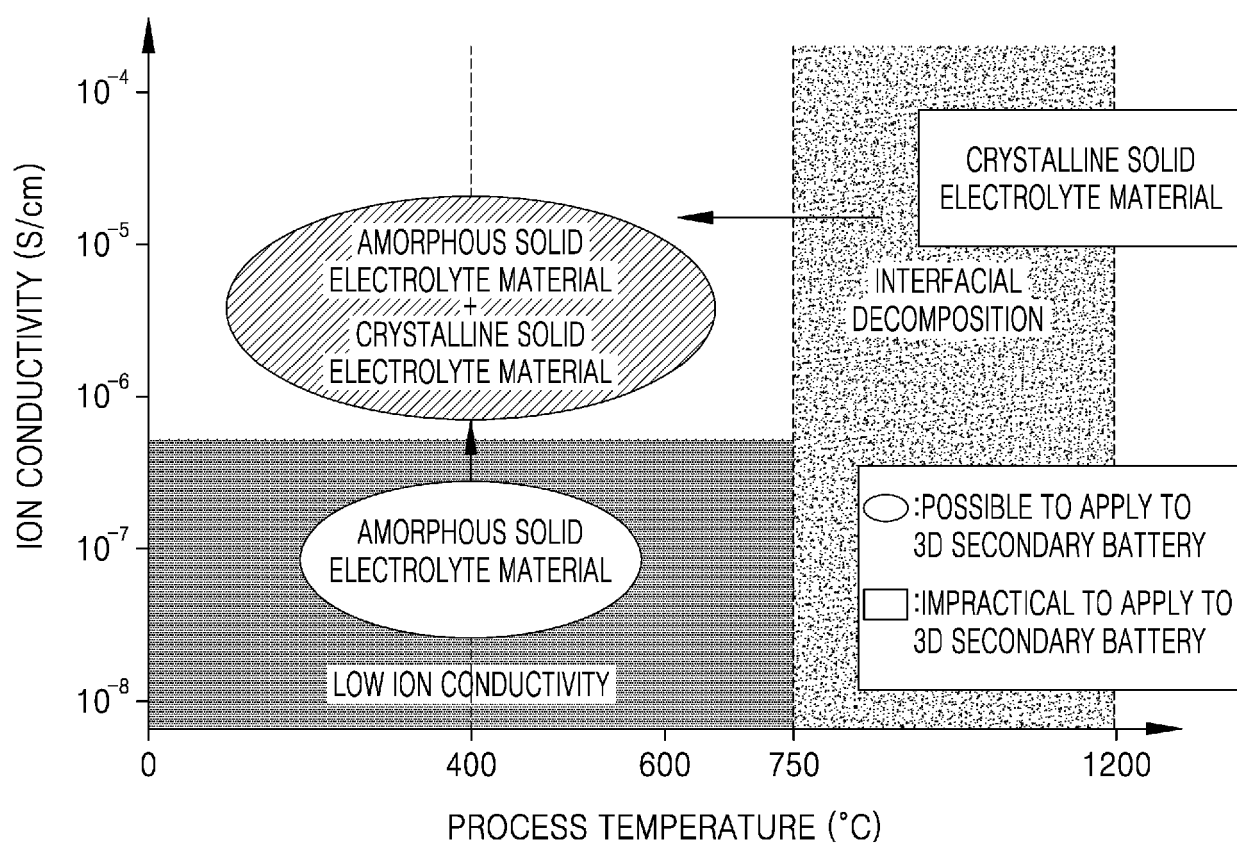 ION CONDUCTIVITY (S/cm)
10⁻⁴
10⁻⁵
10⁻⁶
10⁻⁷
10⁻⁸
CRYSTALLINE SOLID
ELECTROLYTE MATERIAL
AMORPHOUS SOLID
ELECTROLYTE MATERIAL
+
CRYSTALLINE SOLID
ELECTROLYTE MATERIAL
INTERFACIAL
DECOMPOSITION
AMORPHOUS SOLID
ELECTROLYTE MATERIAL
LOW ION CONDUCTIVITY
:POSSIBLE TO APPLY TO
3D SECONDARY BATTERY
:IMPRACTICAL TO APPLY TO
3D SECONDARY BATTERY
0 400 600 750 1200
PROCESS TEMPERATURE (°C)